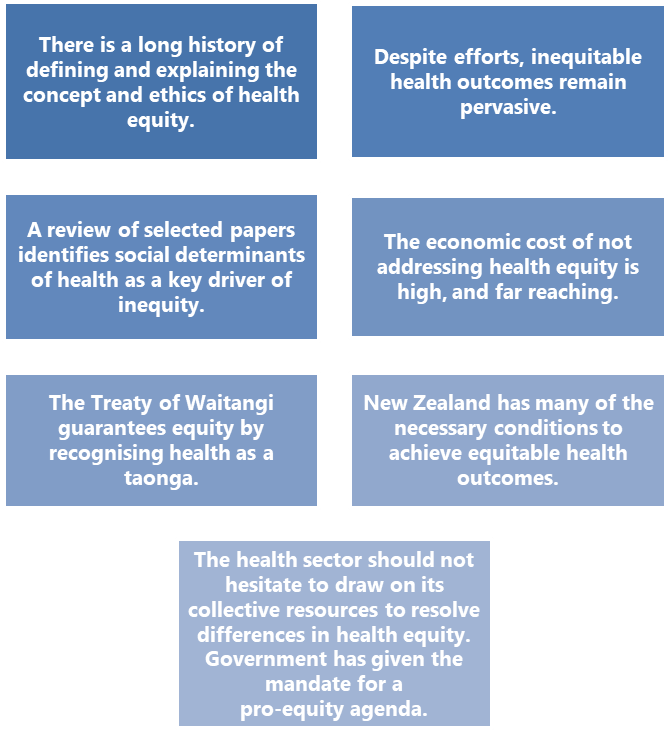 There is a long history of
defining and explaining the
concept and ethics of health
equity.
Despite efforts, inequitable
health outcomes remain
pervasive.
A review of selected papers
identifies social determinants
of health as a key driver of
inequity.
The economic cost of not
addressing health equity is
high, and far reaching.
The Treaty of Waitangi
guarantees equity by
recognising health as a
taonga.
New Zealand has many of the
necessary conditions to
achieve equitable health
outcomes.
The health sector should not
hesitate to draw on its
collective resources to resolve
differences in health equity.
Government has given the
mandate for a
pro-equity agenda.